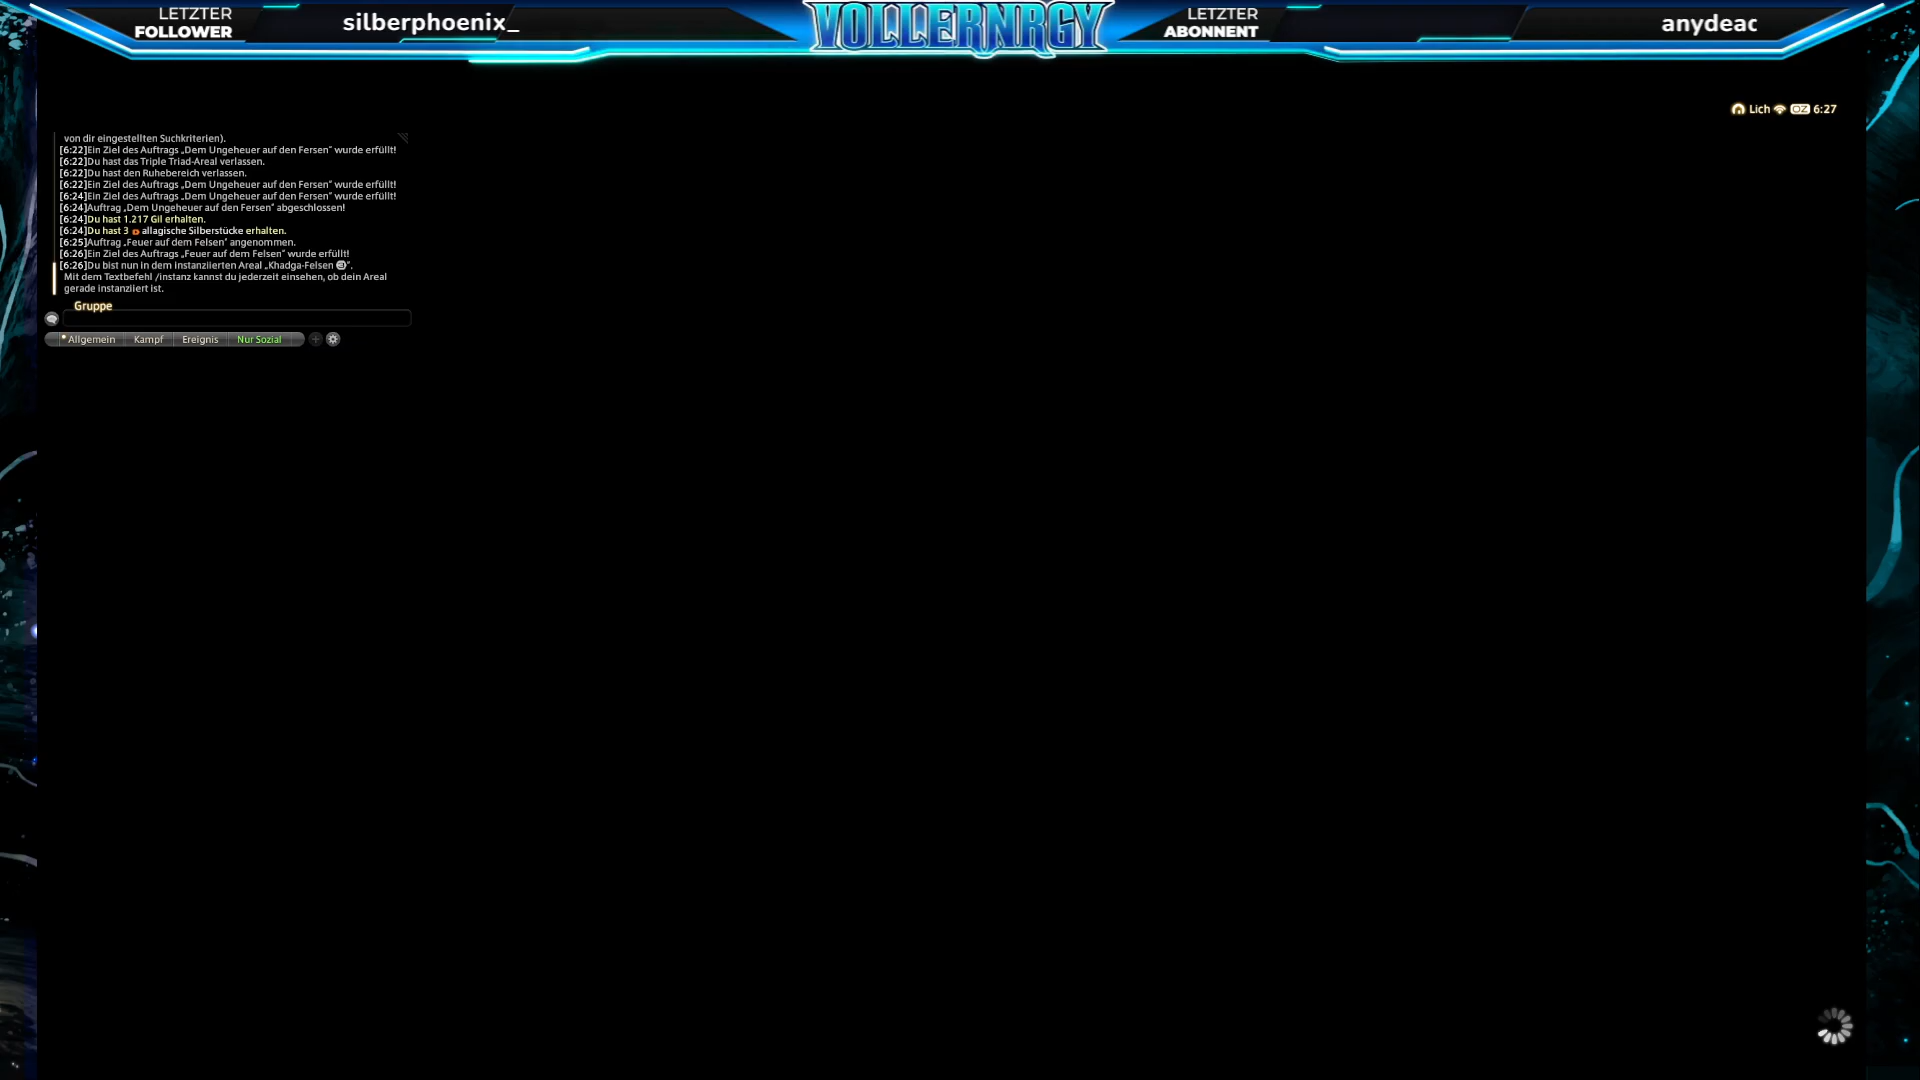 LETZTER
FOLLOWER
silberphoenix_
VOLLERNRGY
LETZTER
ABONNENT
anydeac
Lich OZ 6:27
von dir eingestellten Suchkriterien).
[6:22]Ein Ziel des Auftrags „Dem Ungeheuer auf den Fersen“ wurde erfüllt!
[6:22]Du hast das Triple Triad-Areal verlassen.
[6:22]Du hast den Ruhebereich verlassen.
[6:22]Ein Ziel des Auftrags „Dem Ungeheuer auf den Fersen“ wurde erfüllt!
[6:24]Ein Ziel des Auftrags „Dem Ungeheuer auf den Fersen“ wurde erfüllt!
[6:24]Auftrag „Dem Ungeheuer auf den Fersen“ abgeschlossen!
[6:24]Du hast 1.217 Gil erhalten.
[6:24]Du hast 3 allagische Silberstücke erhalten.
[6:25]Auftrag „Feuer auf dem Felsen“ angenommen.
[6:26]Ein Ziel des Auftrags „Feuer auf dem Felsen“ wurde erfüllt!
[6:26]Du bist nun in dem instanziierten Areal „Khadga-Felsen “.
Mit dem Textbefehl /instanz kannst du jederzeit einsehen, ob dein Areal
gerade instanziiert ist.
Gruppe
Allgemein Kampf Ereignis Nur Sozial